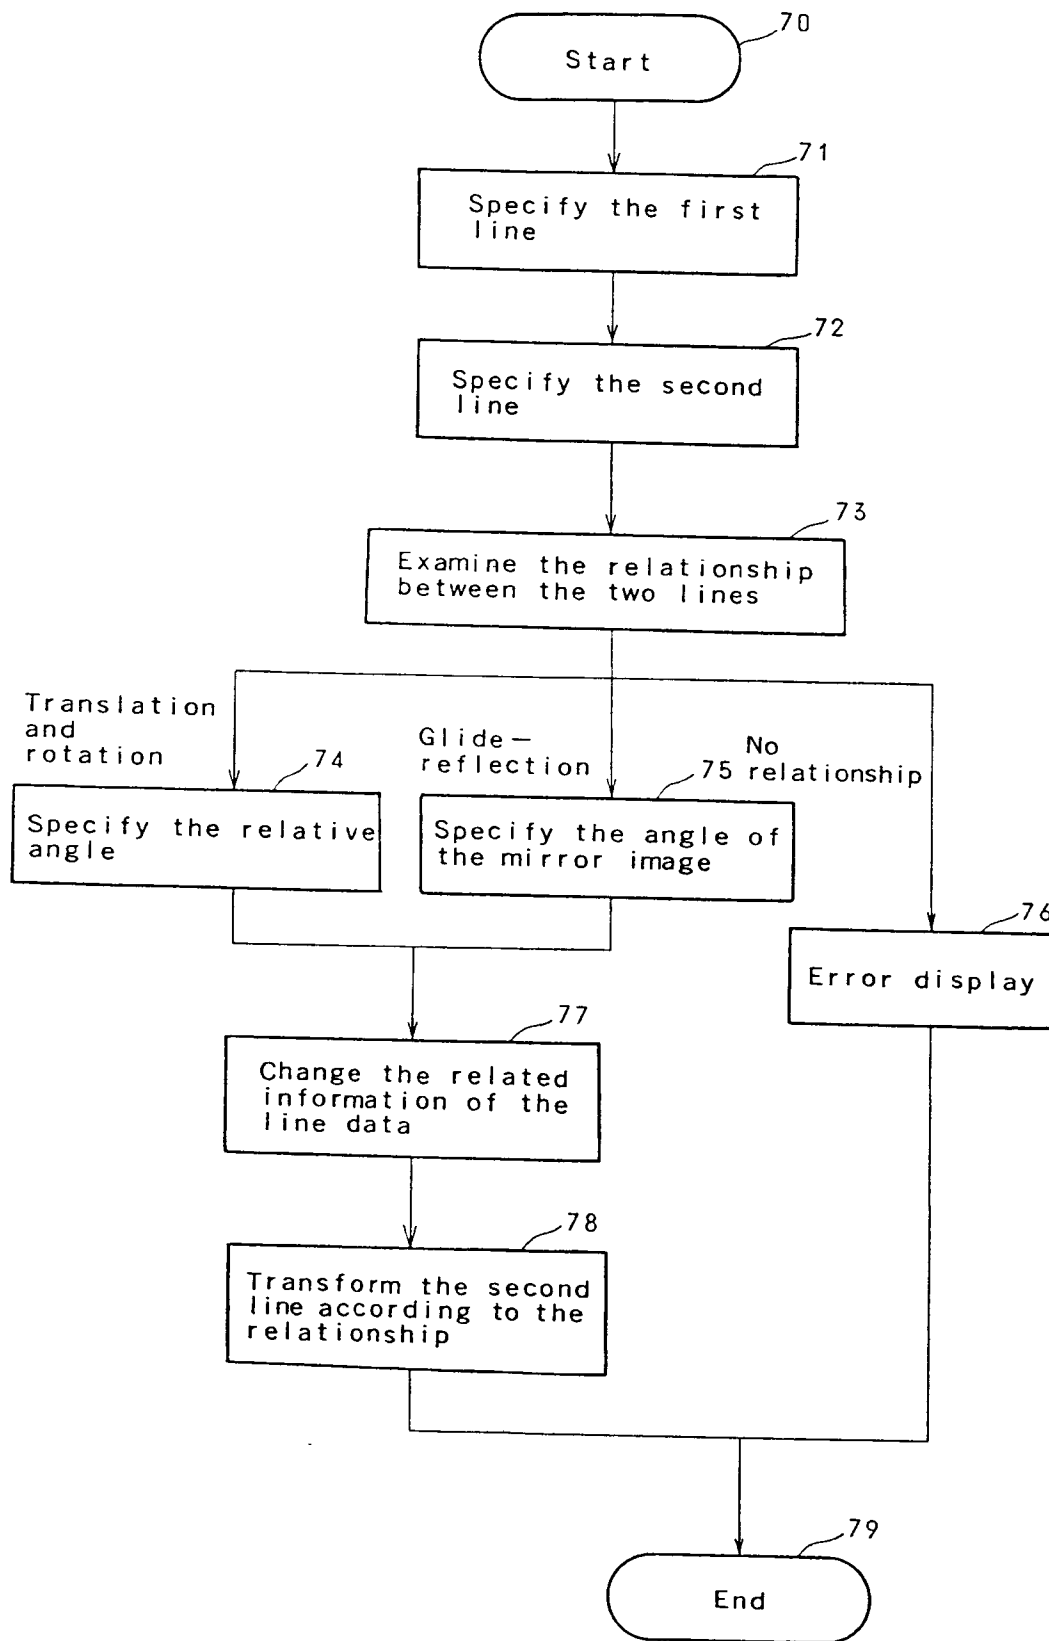 70
Start
71
Specify the first
line
72
Specify the second
line
73
Examine the relationship
between the two lines
Translation
and
rotation
74
Specify the relative
angle
Glide-
reflection
75
Specify the angle of
the mirror image
No
relationship
76
Error display
77
Change the related
information of the
line data
78
Transform the second
line according to the
relationship
79
End